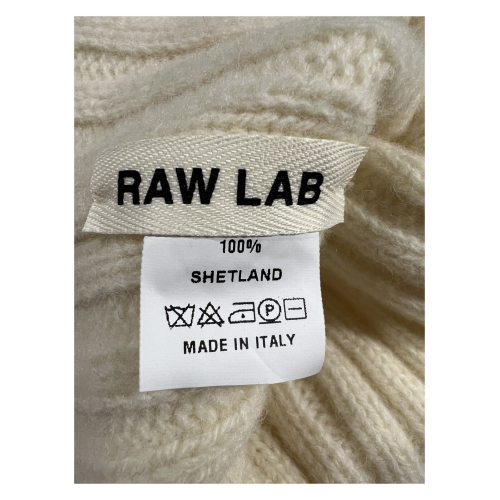 RAW LAB
100%
SHETLAND
P
MADE IN ITALY